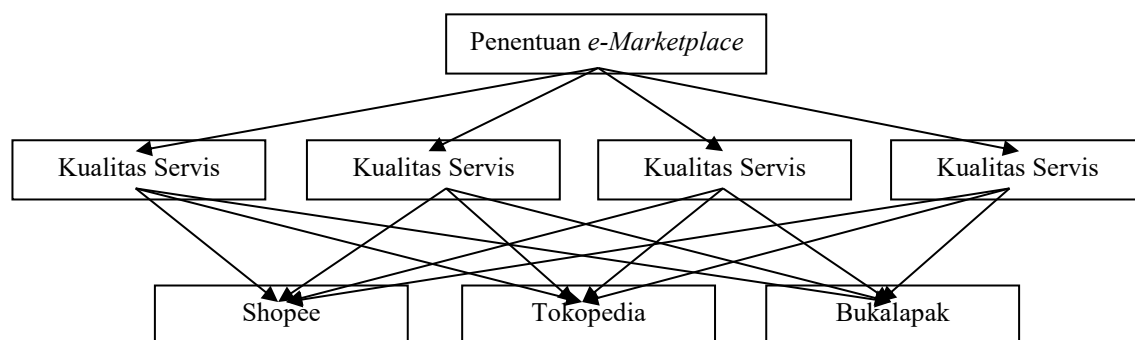 Penentuan e-Marketplace
Kualitas Servis Kualitas Servis Kualitas Servis Kualitas Servis
Shopee Tokopedia Bukalapak